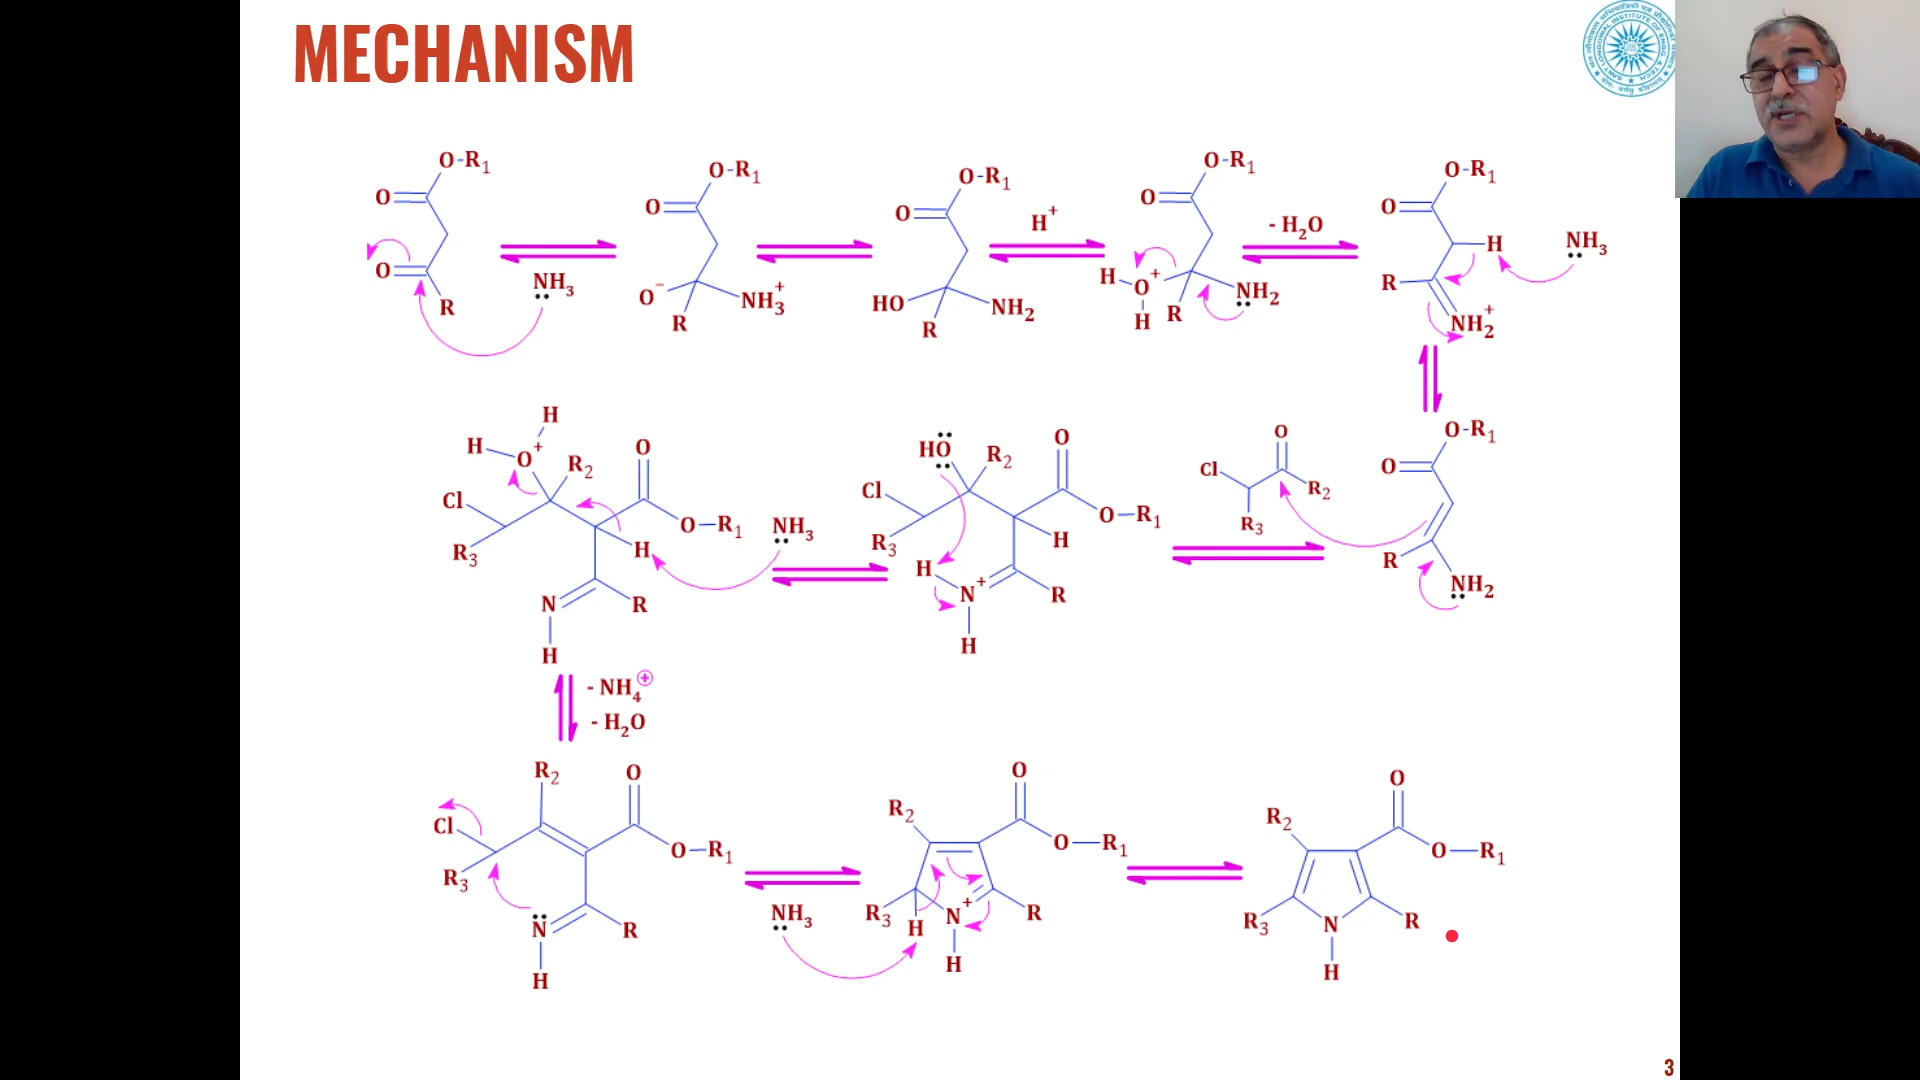 MECHANISM
O-R1
O
O
R
NH3
O-R1
O
O−
R
NH3+
O-R1
O
HO
R
NH2
H+
O-R1
O
H
O+
H
R
NH2
- H2O
O-R1
O
H
R
NH2+
NH3
H
H
O+
R2
O
Cl
O-R1
R3
H
N
R
H
NH3
HO
R2
O
Cl
O-R1
R3
H
H
N+
R
H
O
Cl
R2
R3
O-R1
O
R
NH2
- NH4⊕
- H2O
R2
O
Cl
O-R1
R3
N
R
H
NH3
O
R2
O-R1
R3
H
N+
R
H
O
R2
O-R1
R3
N
R
H
3